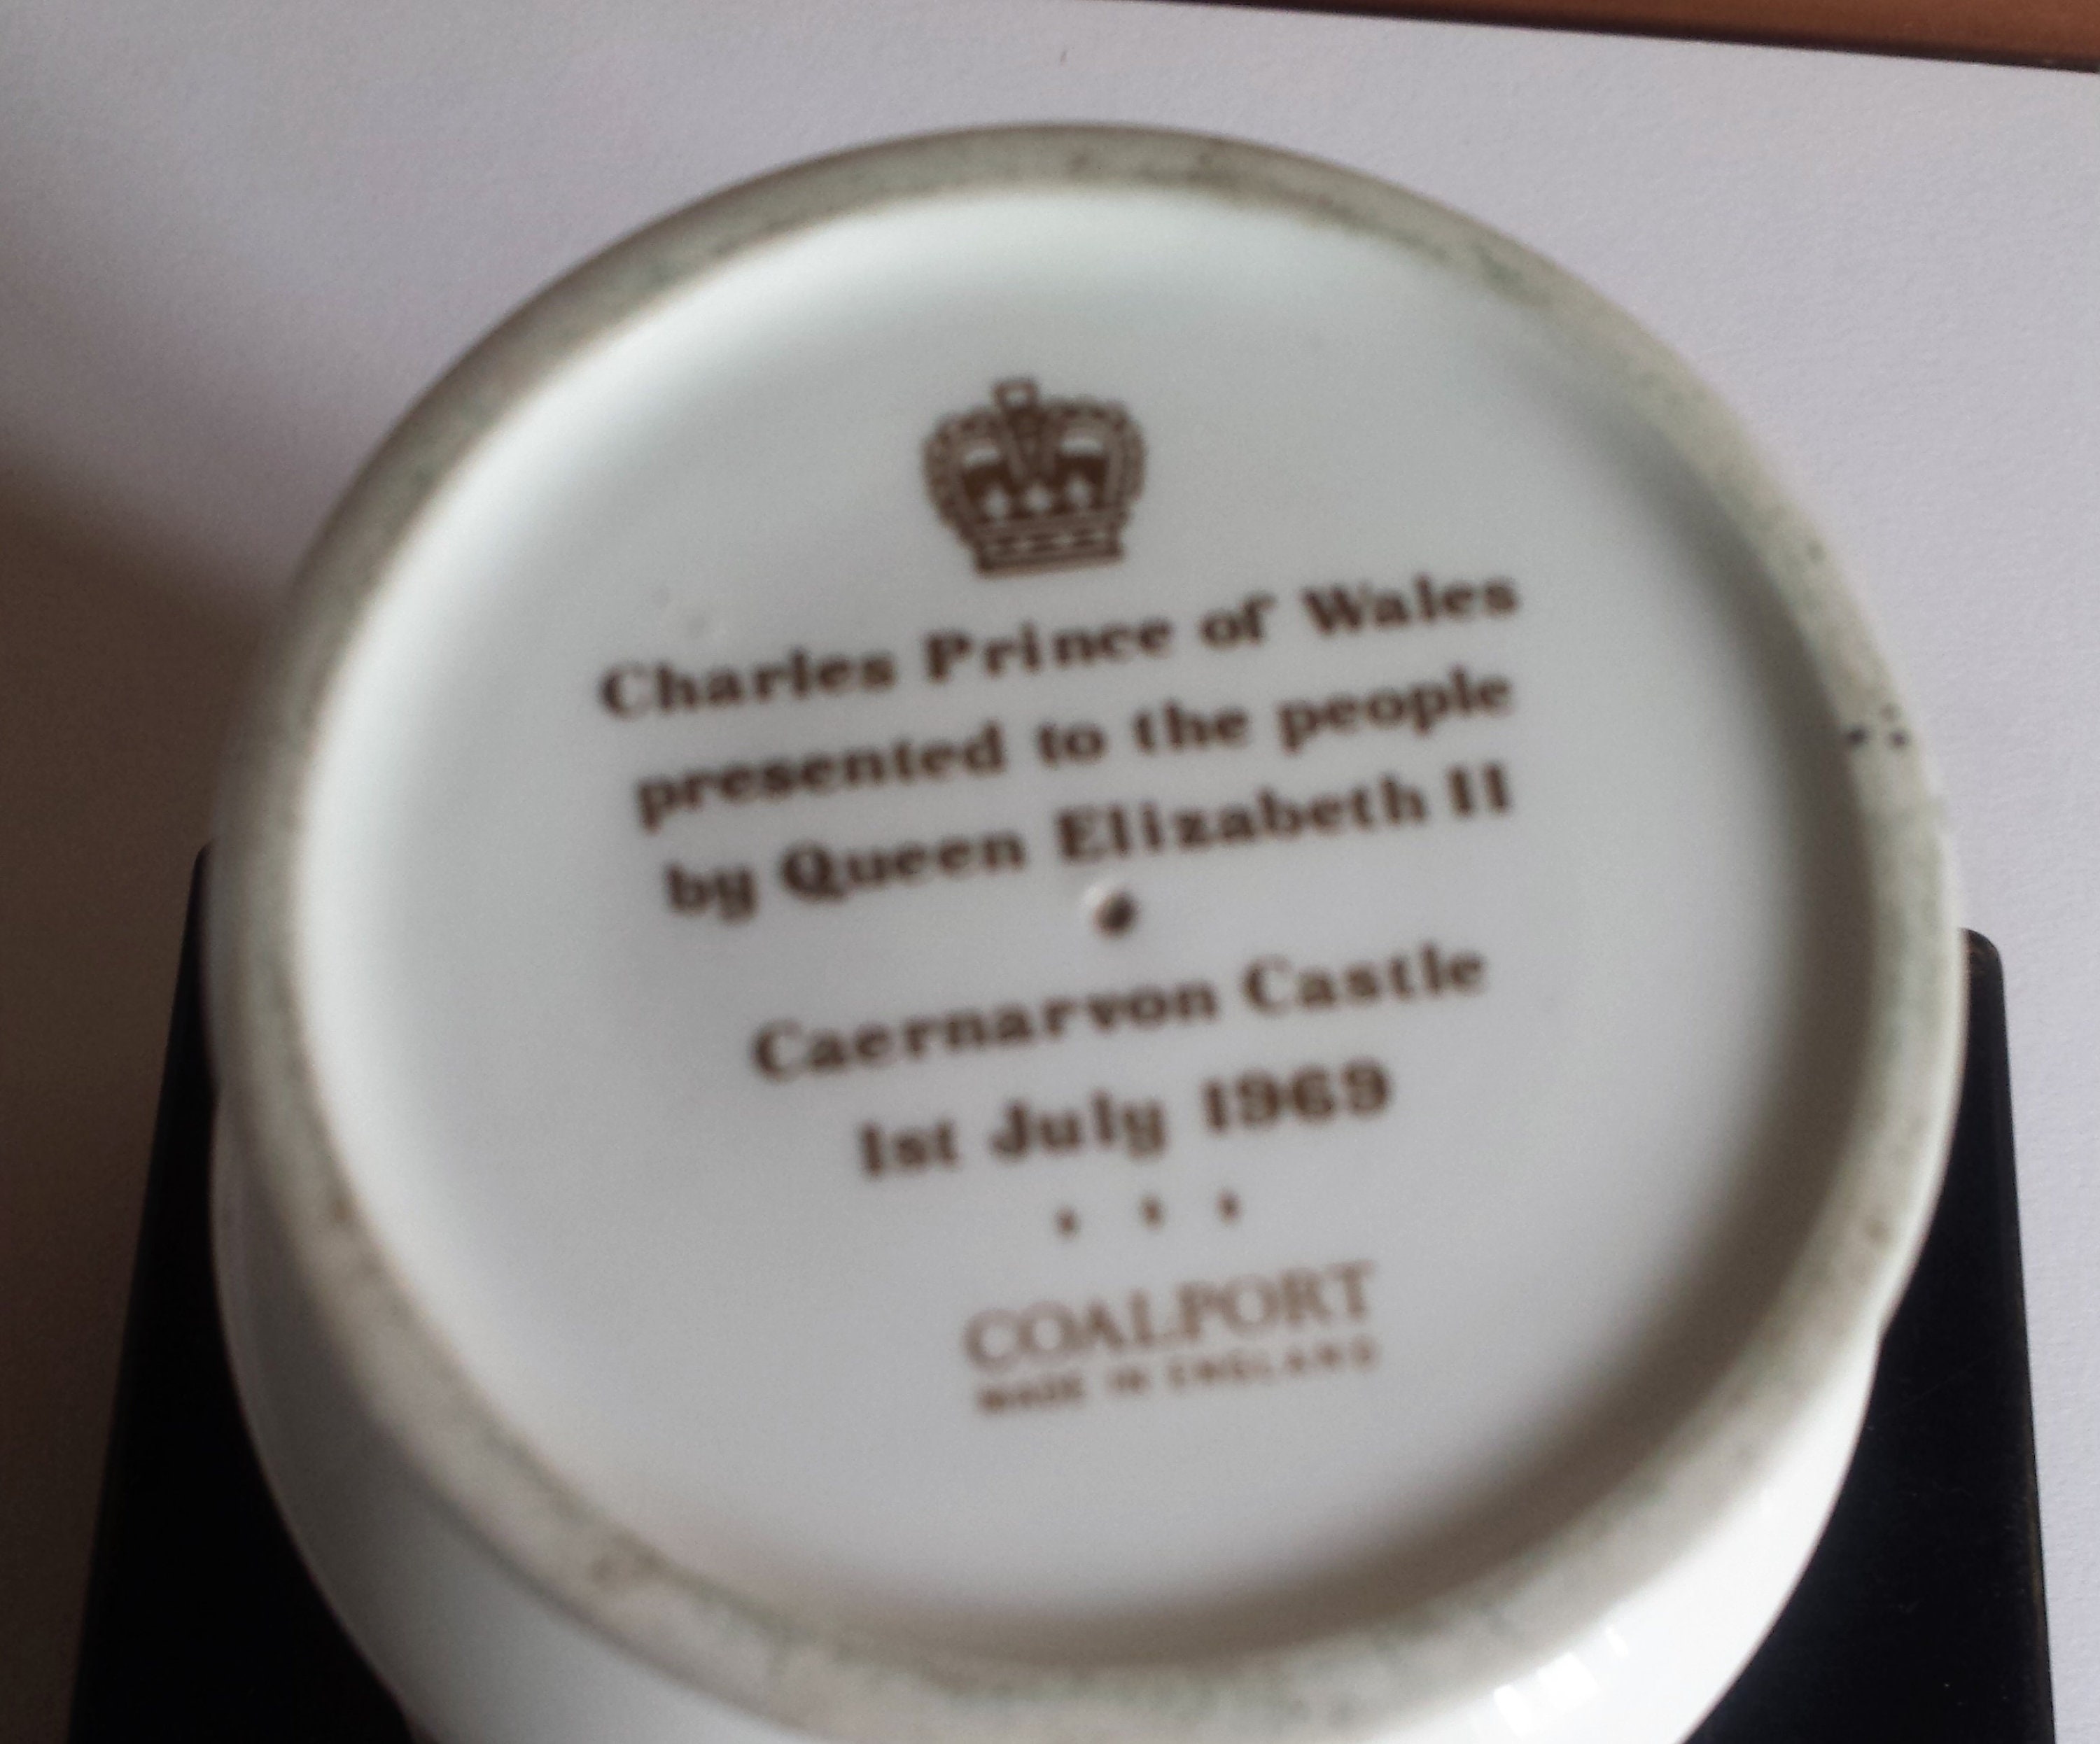 Charles Prince of Wales
presented to the people
by Queen Elizabeth II
Caernarvon Castle
1st July 1969
COALPORT
MADE IN ENGLAND